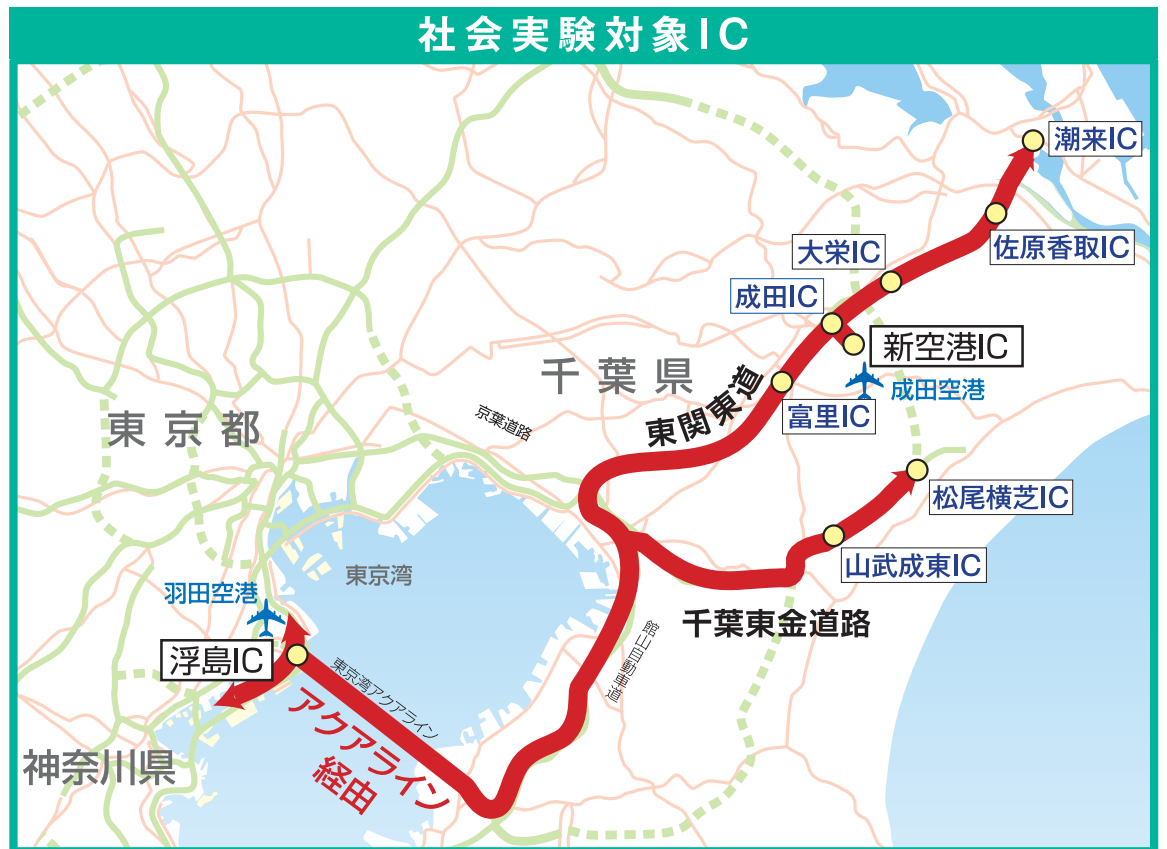 社会実験対象IC
潮来IC
佐原香取IC
大栄IC
成田IC
新空港IC
成田空港
千葉県
東関東道
富里IC
京葉道路
東京都
松尾横芝IC
山武成東IC
東京湾
羽田空港
千葉東金道路
館山自動車道
浮島IC
東京湾アクアライン
アクアライン
経由
神奈川県